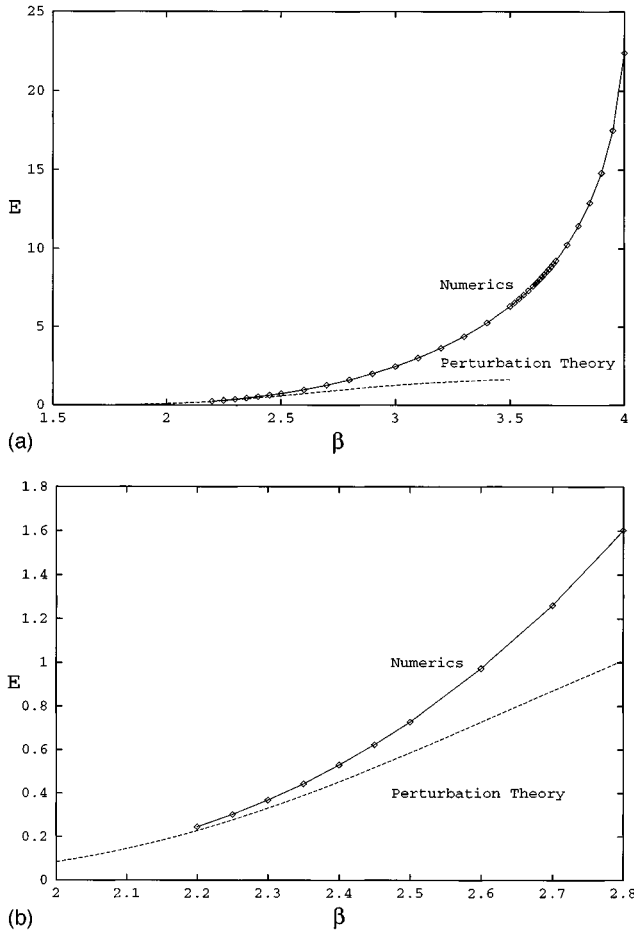 25
20
15
E
10
Numerics
5
Perturbation Theory
0
1.5 2 2.5 3 3.5 4
(a) β
1.8
1.6
1.4
1.2
Numerics
1
E
0.8
0.6
Perturbation Theory
0.4
0.2
0
2 2.1 2.2 2.3 2.4 2.5 2.6 2.7 2.8
(b) β